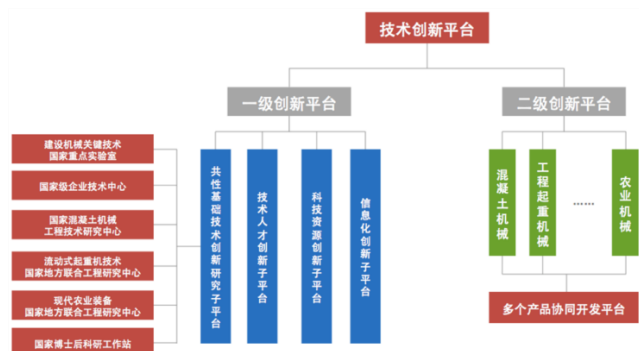 技术创新平台
一级创新平台
二级创新平台
建设机械关键技术
国家重点实验室
国家级企业技术中心
国家混凝土机械
工程技术研究中心
流动式起重机技术
国家地方联合工程研究中心
现代农业装备
国家地方联合工程研究中心
国家博士后科研工作站
共性基础技术创新研究子平台
技术人才创新子平台
科技资源创新子平台
信息化创新子平台
混凝土机械
工程起重机械
……
农业机械
多个产品协同开发平台